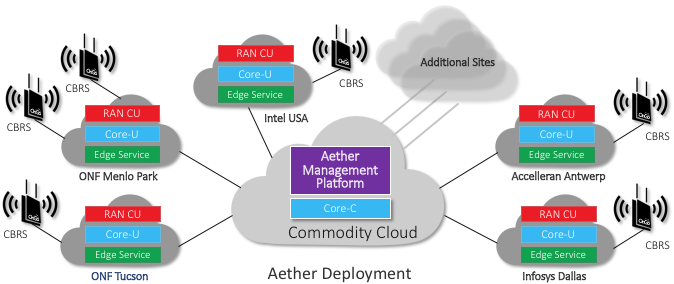 CBRS
CBRS
RAN CU
Core-U
Edge Service
ONF Menlo Park
RAN CU
Core-U
Edge Service
Intel USA
CBRS
Additional Sites
RAN CU
Core-U
Edge Service
Accelleran Antwerp
CBRS
Aether
Management
Platform
Core-C
Commodity Cloud
CBRS
RAN CU
Core-U
Edge Service
ONF Tucson
RAN CU
Core-U
Edge Service
Infosys Dallas
CBRS
Aether Deployment